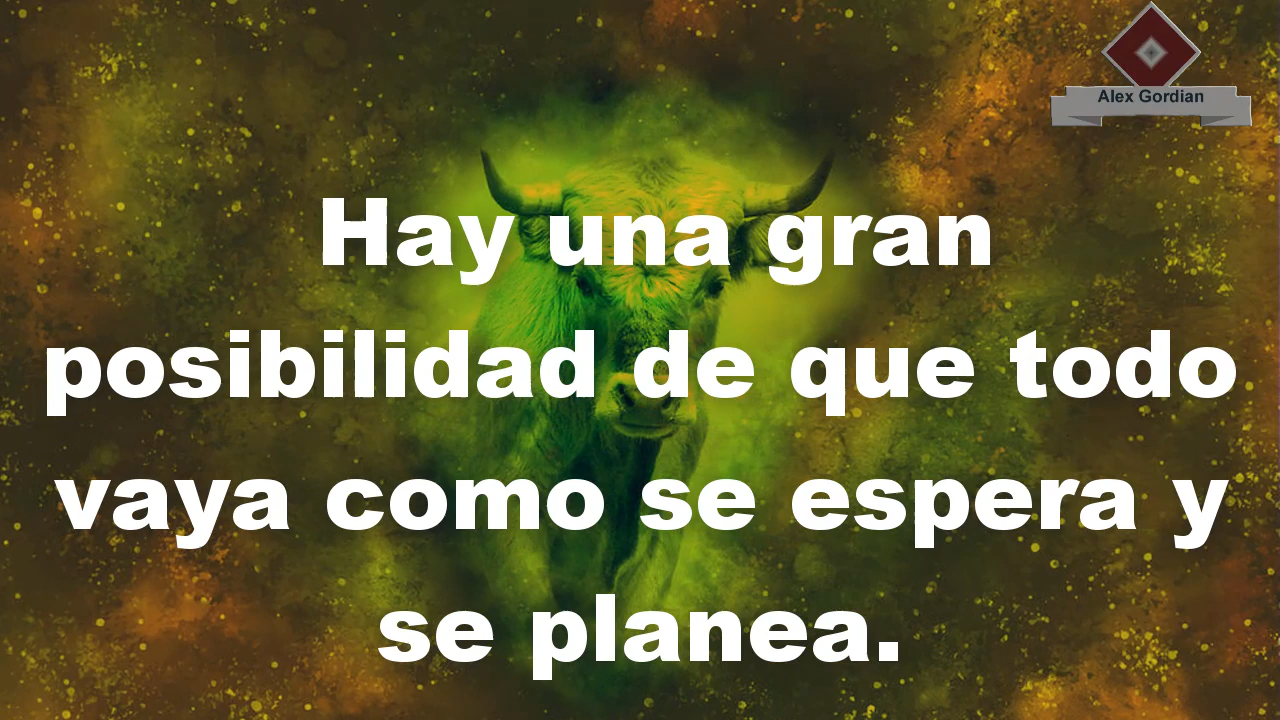 Alex Gordian
Hay una gran
posibilidad de que todo
vaya como se espera y
se planea.